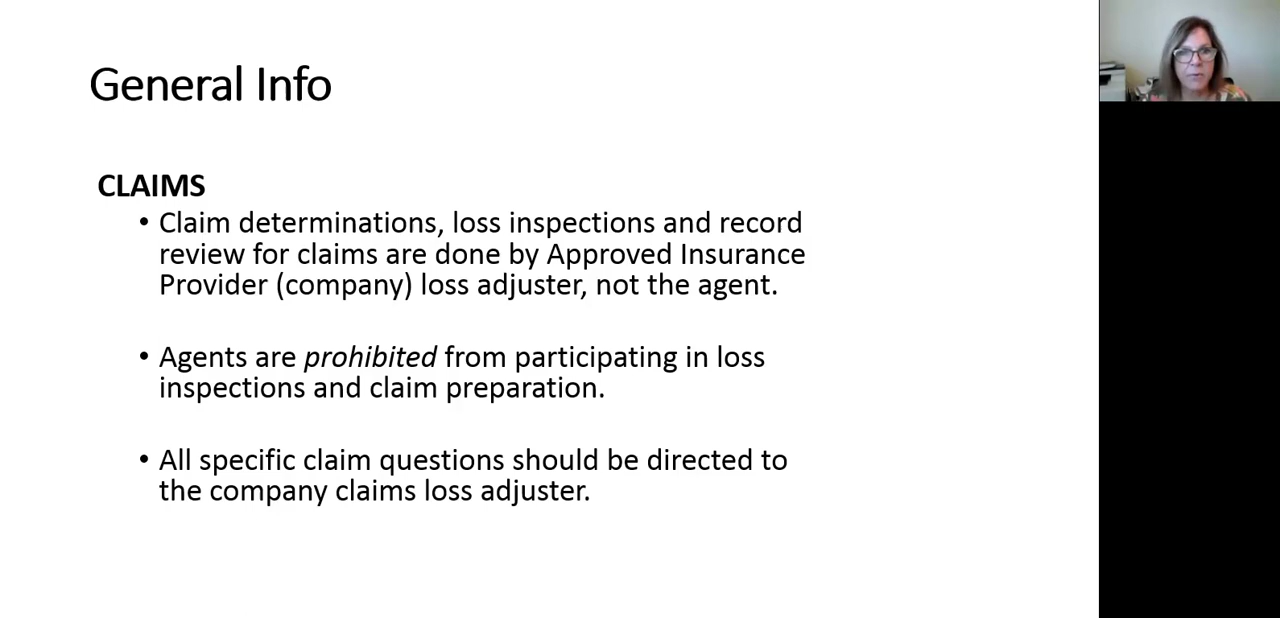 General Info
CLAIMS
• Claim determinations, loss inspections and record
review for claims are done by Approved Insurance
Provider (company) loss adjuster, not the agent.
• Agents are prohibited from participating in loss
inspections and claim preparation.
• All specific claim questions should be directed to
the company claims loss adjuster.